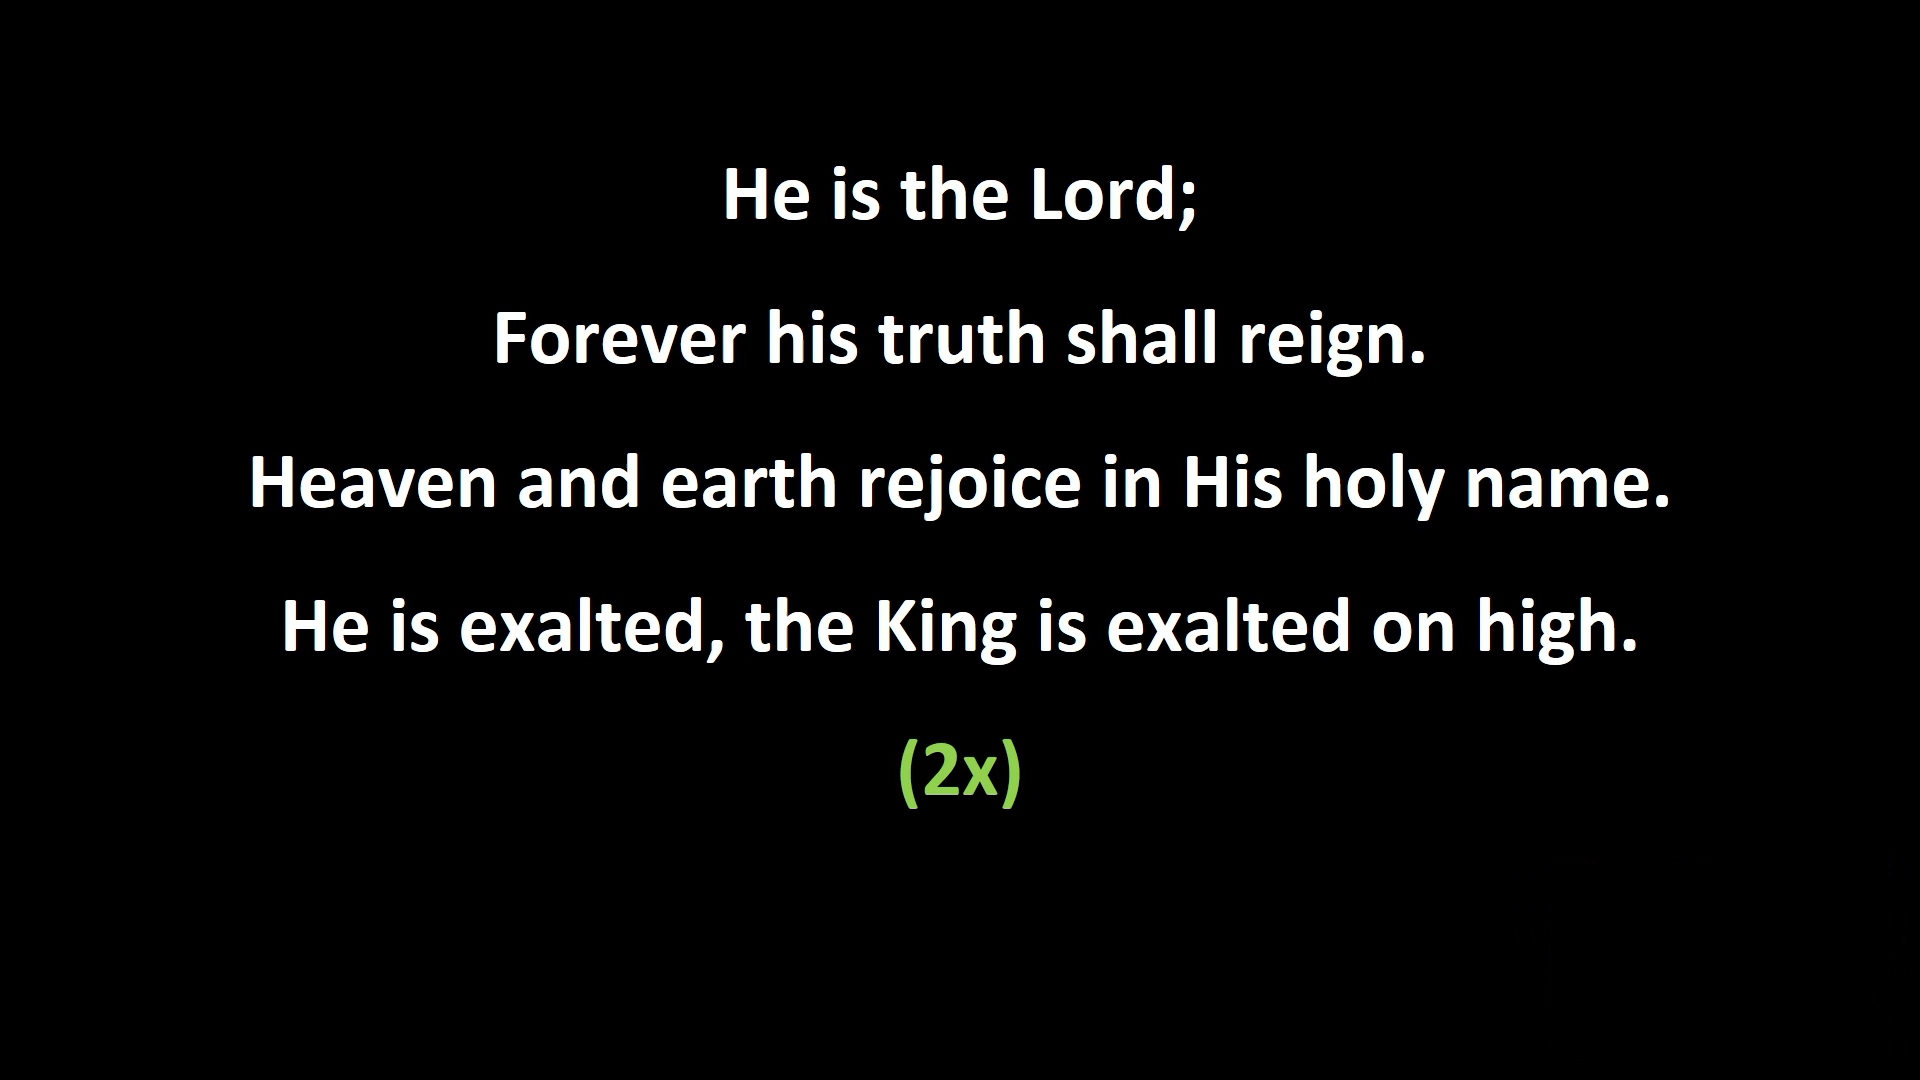 He is the Lord;
Forever his truth shall reign.
Heaven and earth rejoice in His holy name.
He is exalted, the King is exalted on high.
(2x)